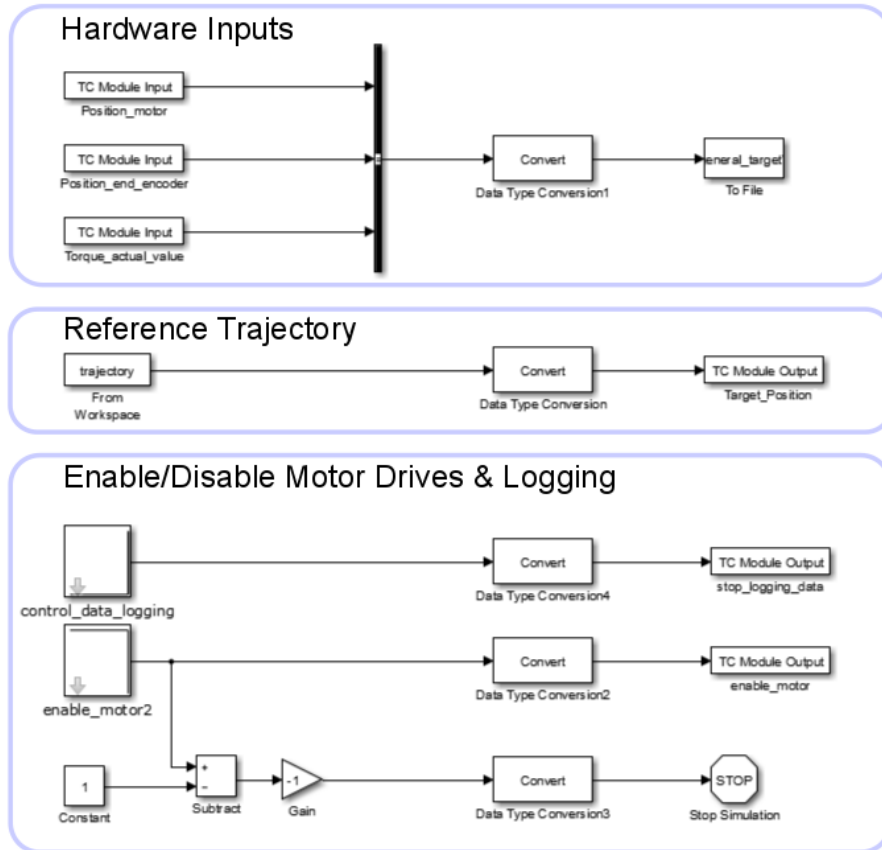 Hardware Inputs
TC Module Input
Position_motor
TC Module Input
Position_end_encoder
TC Module Input
Torque_actual_value
Convert
Data Type Conversion1
eneral_target
To File
Reference Trajectory
trajectory
From
Workspace
Convert
Data Type Conversion
TC Module Output
Target_Position
Enable/Disable Motor Drives & Logging
control_data_logging
Convert
Data Type Conversion4
TC Module Output
stop_logging_data
enable_motor2
Convert
Data Type Conversion2
TC Module Output
enable_motor
1
Constant
+
−
Subtract
-1
Gain
Convert
Data Type Conversion3
STOP
Stop Simulation